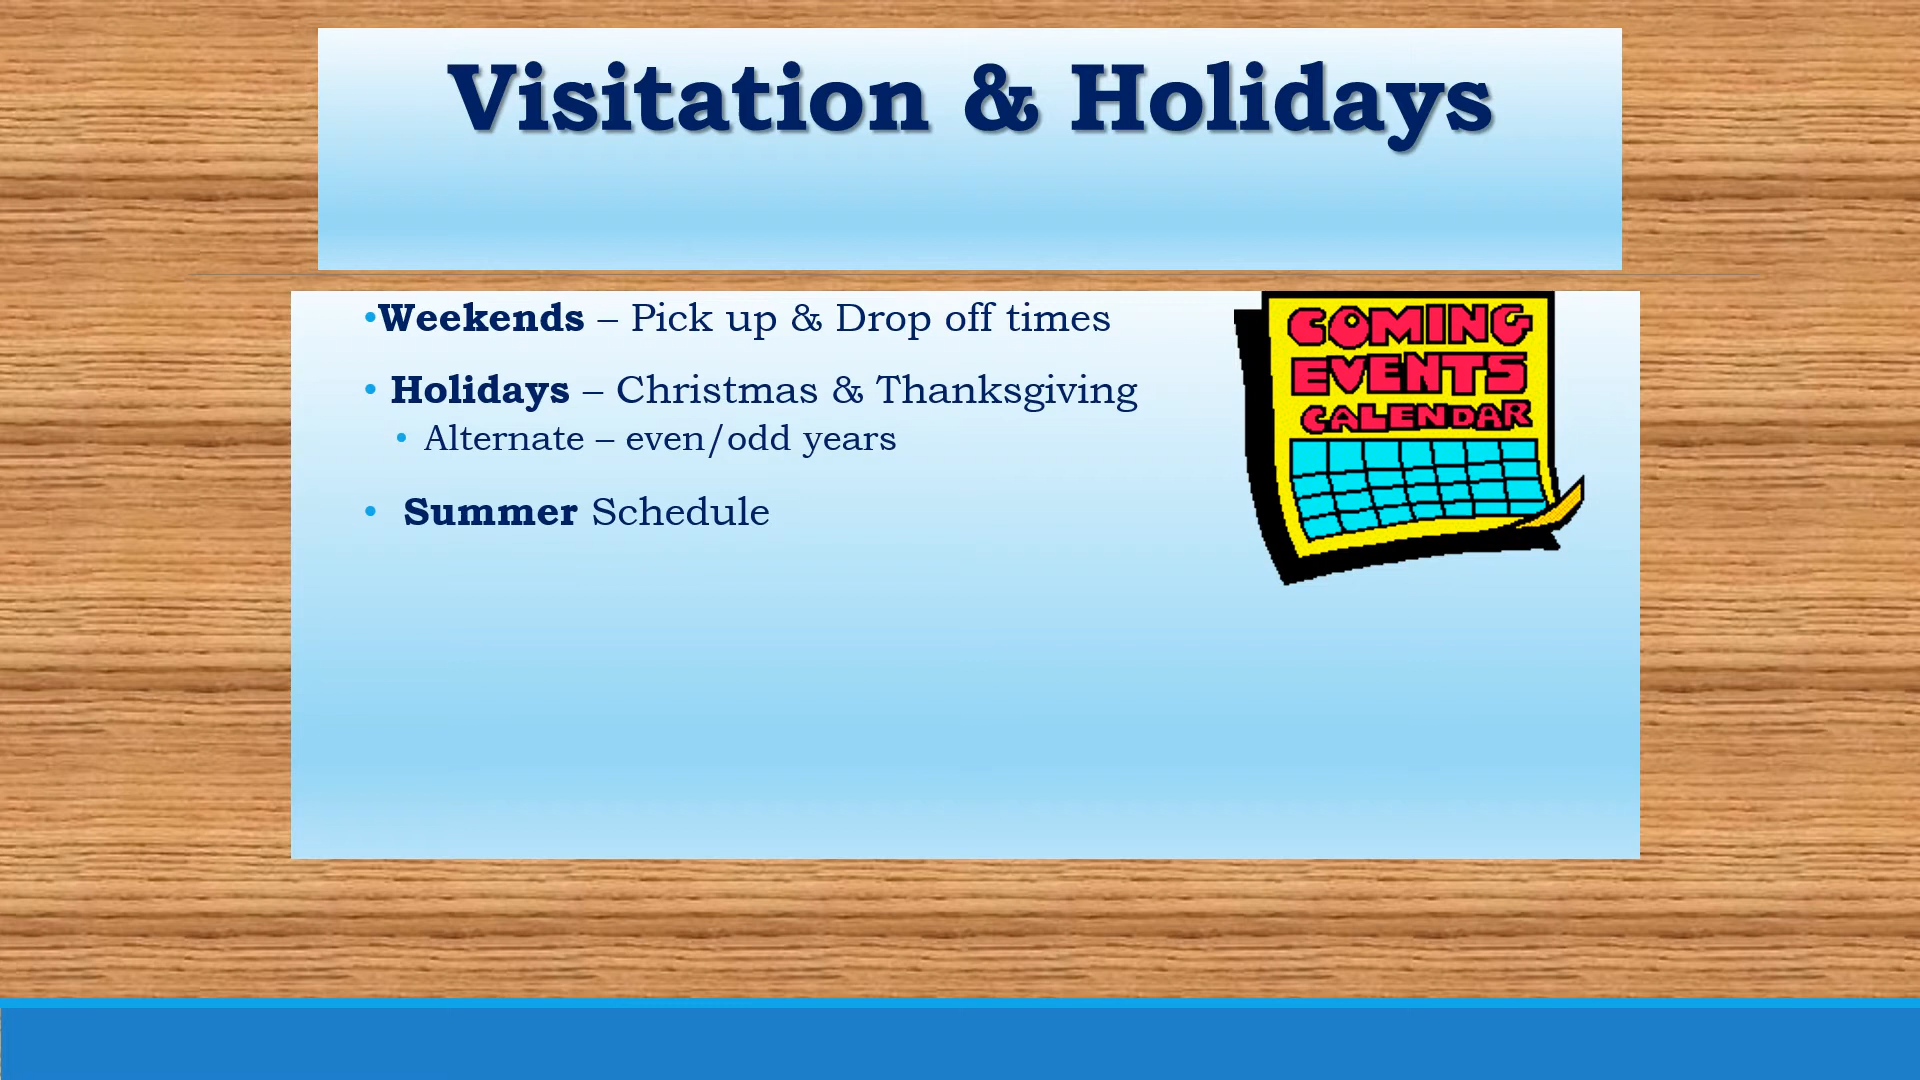 Visitation & Holidays
•Weekends – Pick up & Drop off times
• Holidays – Christmas & Thanksgiving
• Alternate – even/odd years
• Summer Schedule
COMING
EVENTS
CALENDAR